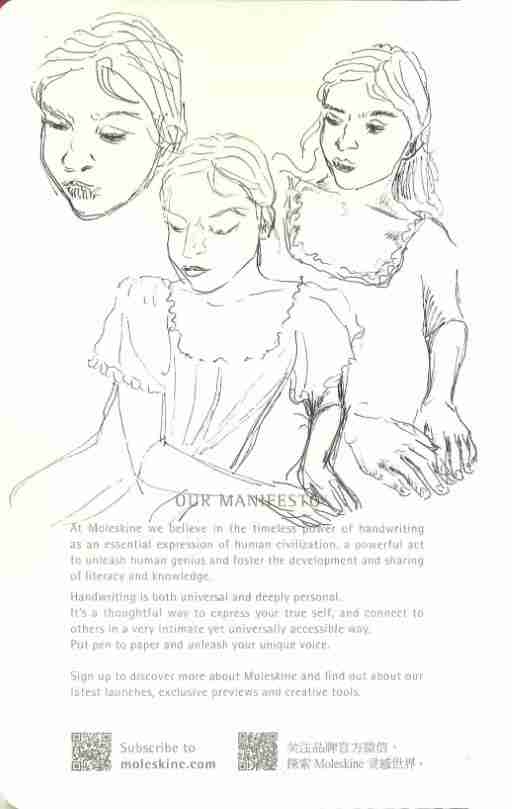 OUR MANIFESTO
At Moleskine we believe in the timeless power of handwriting
as an essential expression of human civilization, a powerful act
to unleash human genius and foster the development and sharing
of literacy and knowledge.
Handwriting is both universal and deeply personal.
It's a thoughtful way to express your true self, and connect to
others in a very intimate yet universally accessible way.
Put pen to paper and unleash your unique voice.
Sign up to discover more about Moleskine and find out about our
latest launches, exclusive previews and creative tools.
Subscribe to
moleskine.com
关注品牌官方微信，
探索 Moleskine 灵感世界。